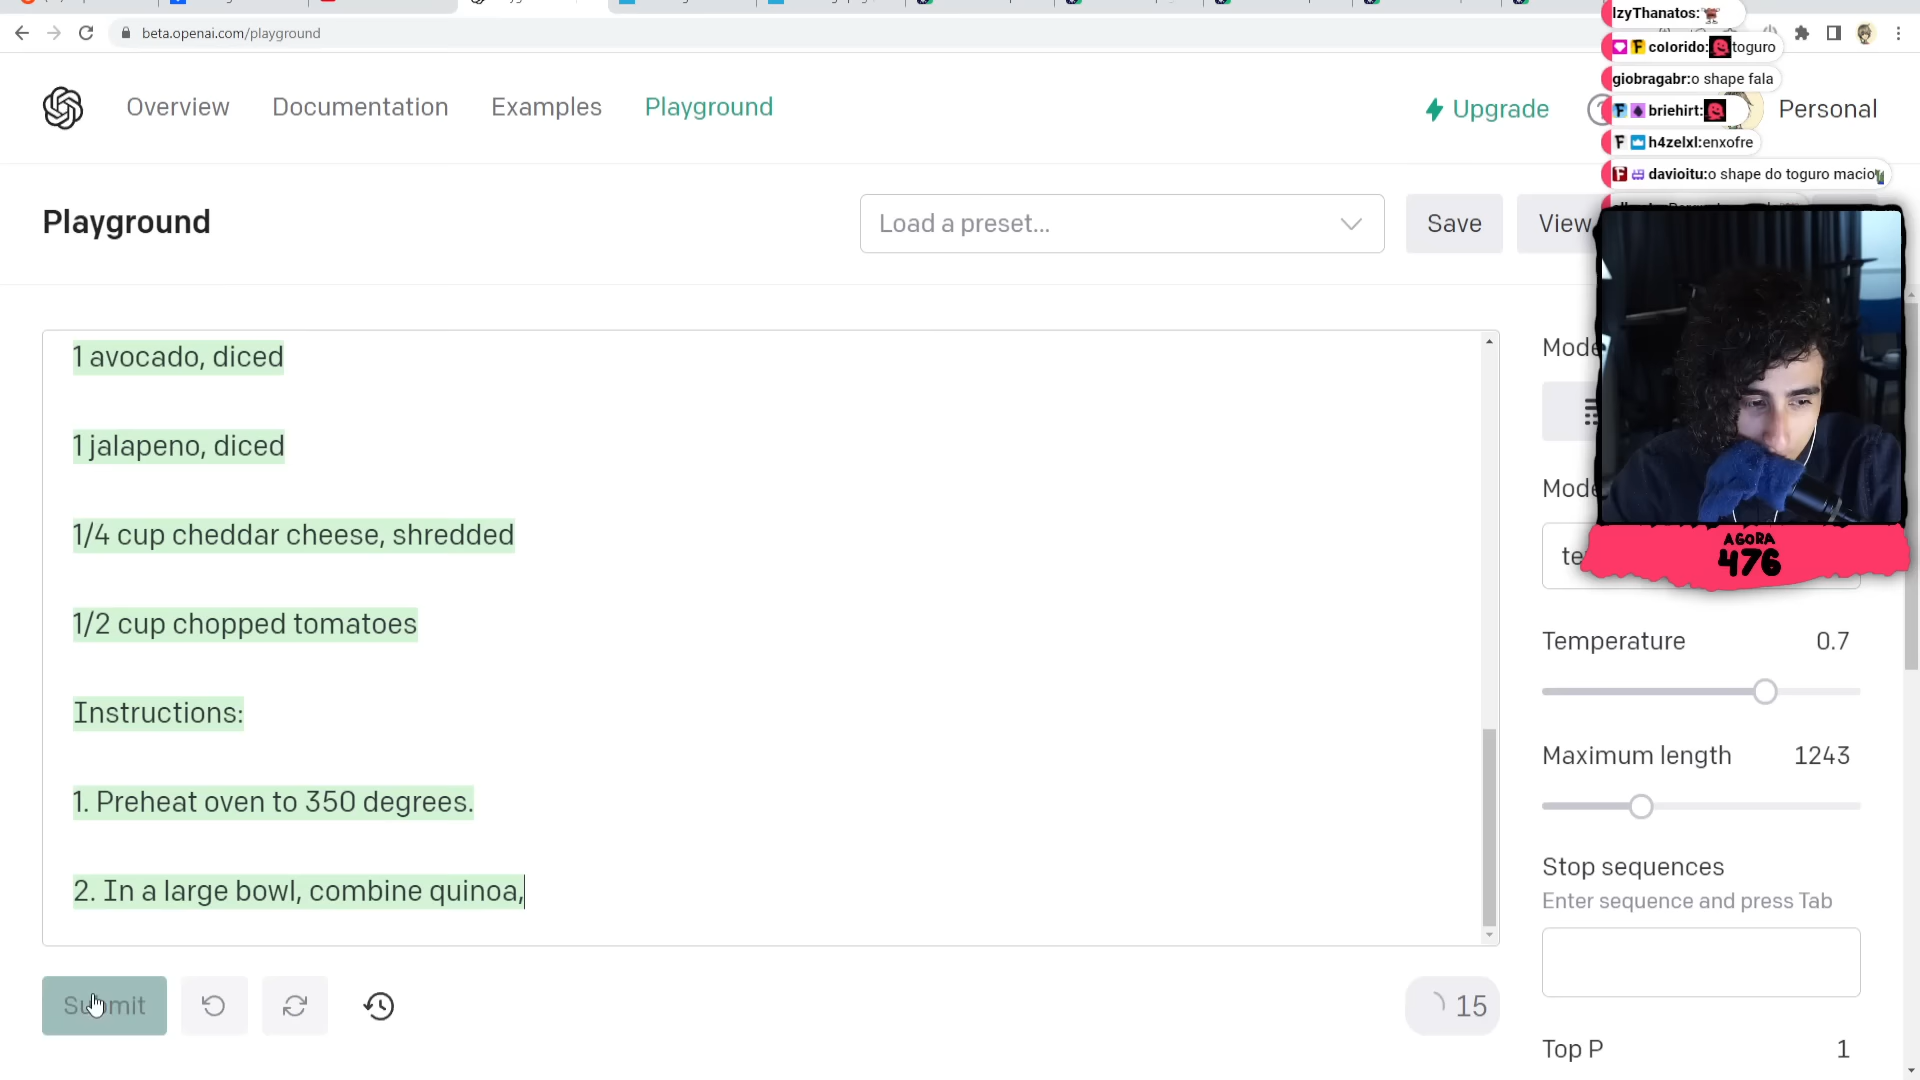 beta.openai.com/playground
IzyThanatos:
colorido: toguro
giobragabr:o shape fala
briehirt:
h4zelxl:enxofre
davioitu:o shape do toguro macio
Overview Documentation Examples Playground
Upgrade
Personal
Playground
Load a preset...
Save
View
1 avocado, diced
1 jalapeno, diced
1/4 cup cheddar cheese, shredded
1/2 cup chopped tomatoes
Instructions:
1. Preheat oven to 350 degrees.
2. In a large bowl, combine quinoa,
Submit
15
Mode
Mode
te
AGORA
476
Temperature 0.7
Maximum length 1243
Stop sequences
Enter sequence and press Tab
Top P 1